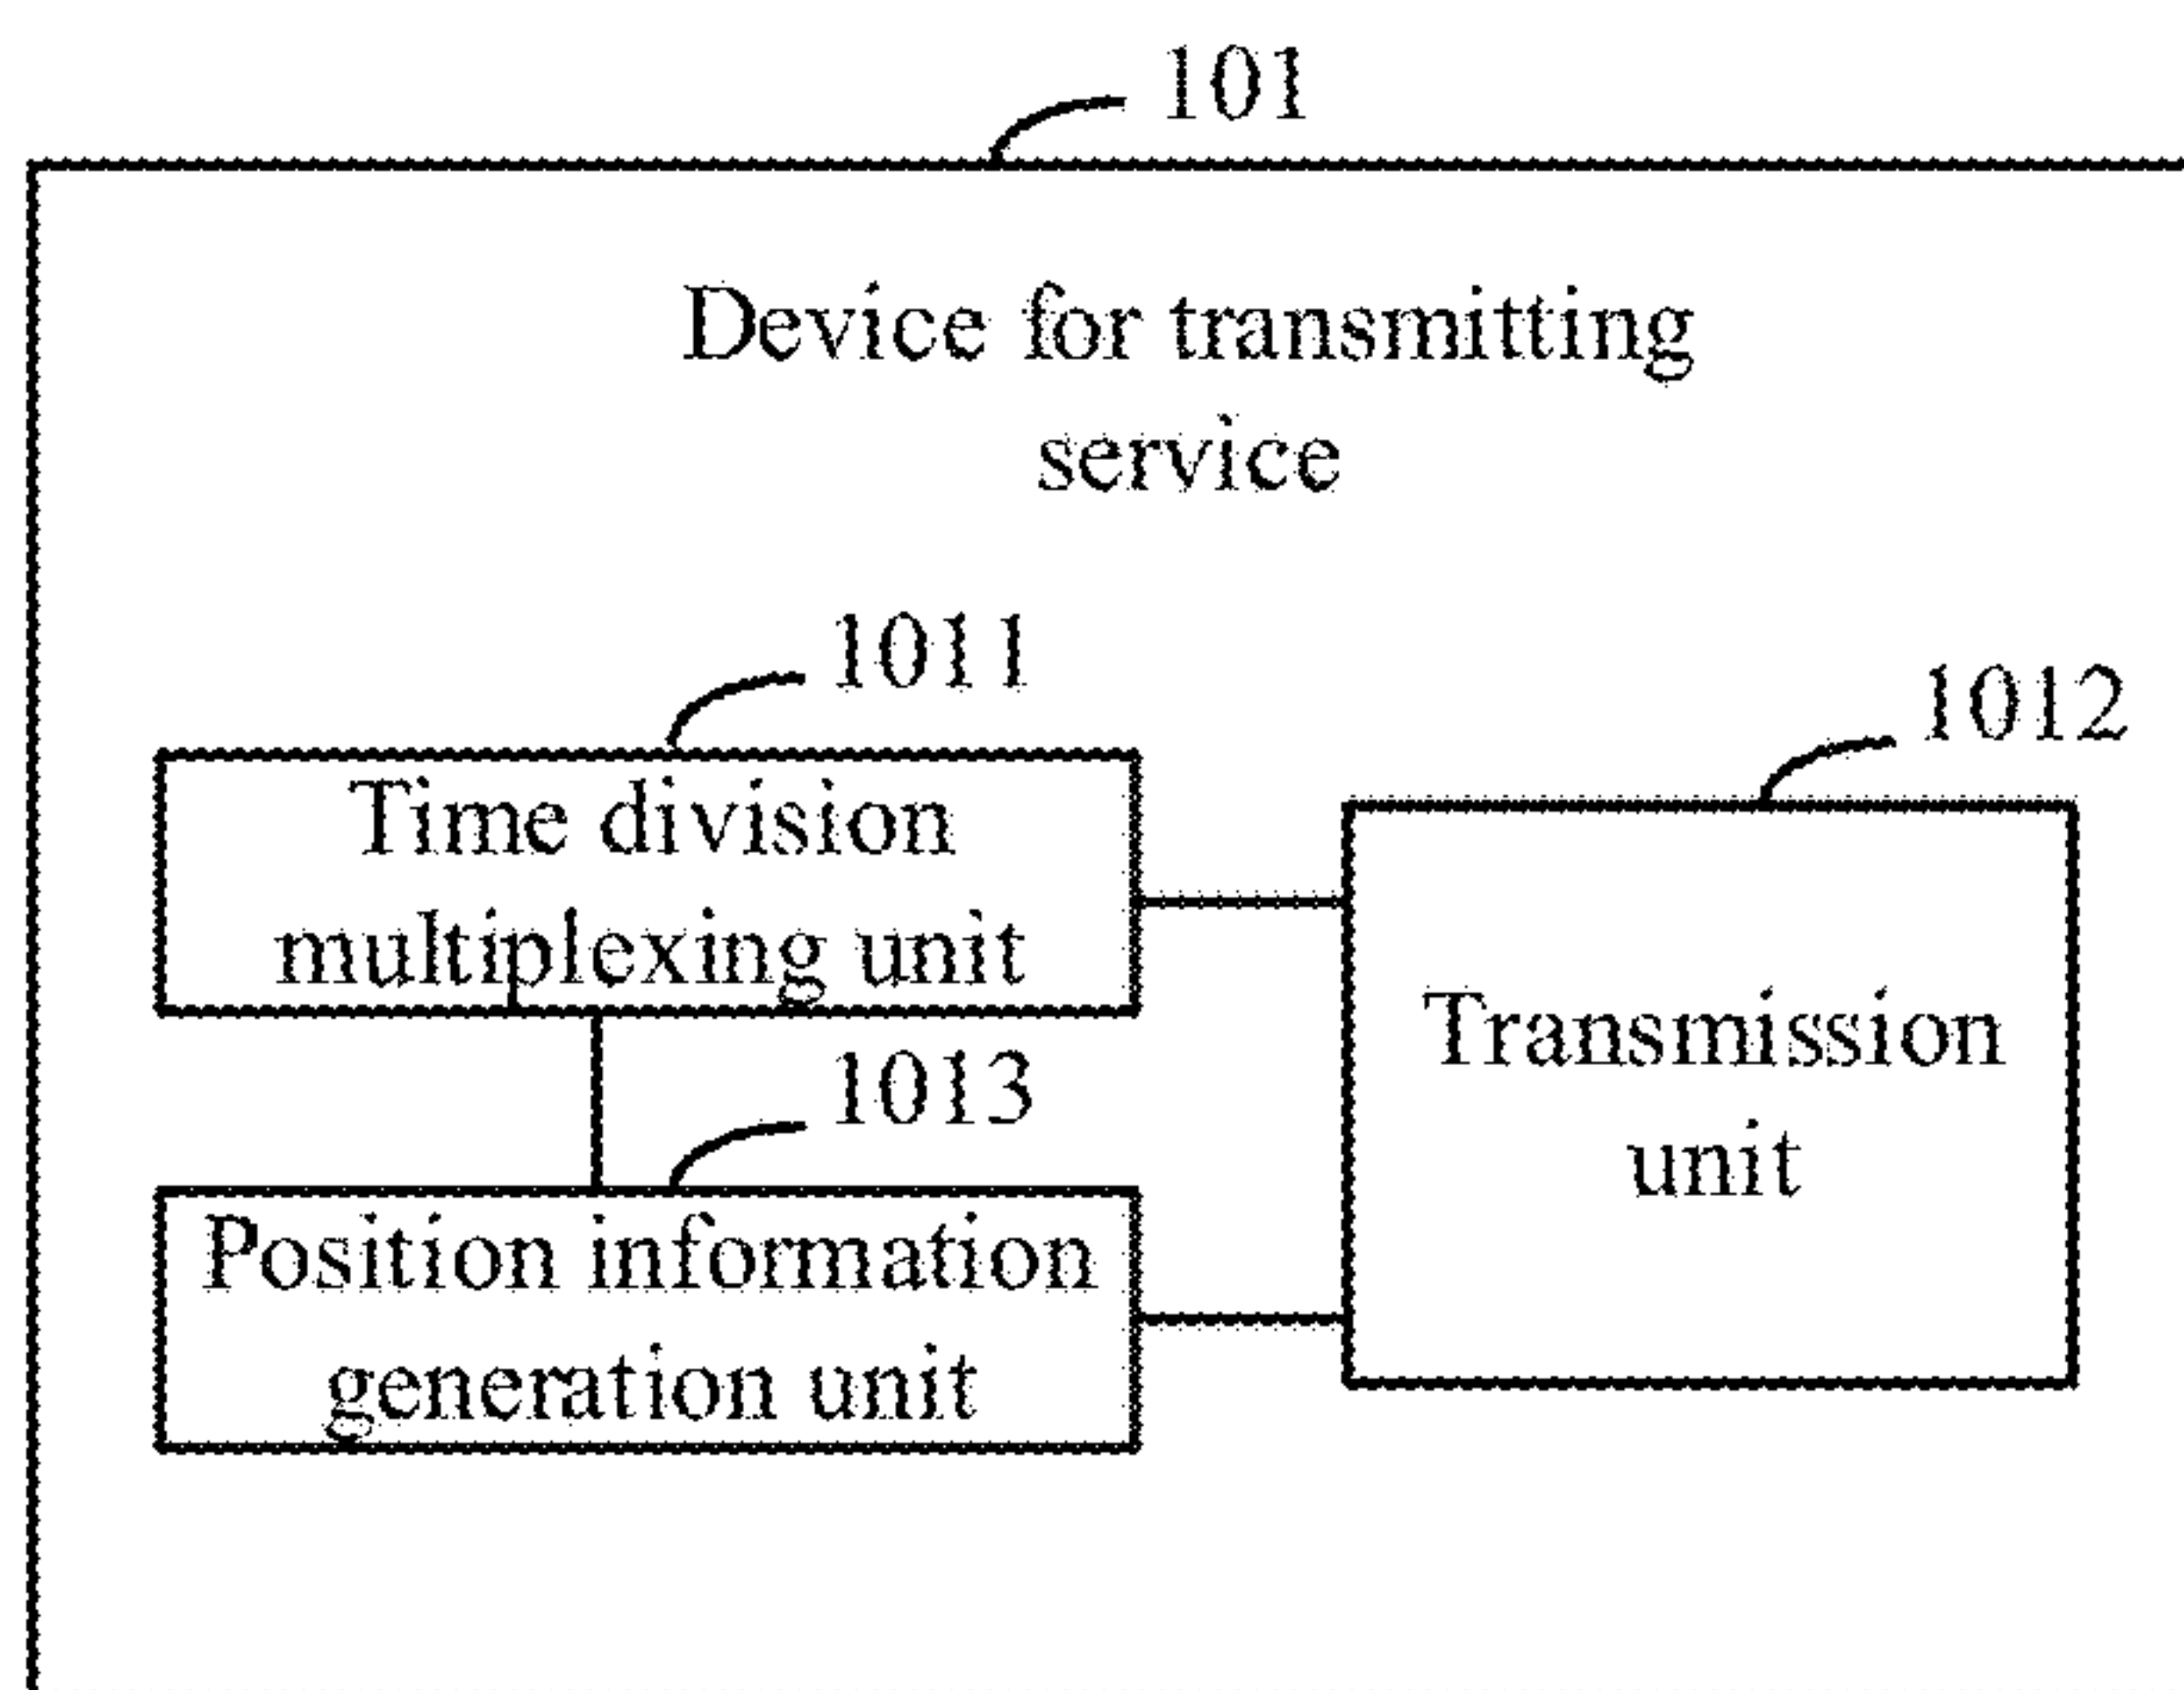 101
Device for transmitting
service
1011
1012
Time division
multiplexing unit
Transmission
unit
1013
Position information
generation unit